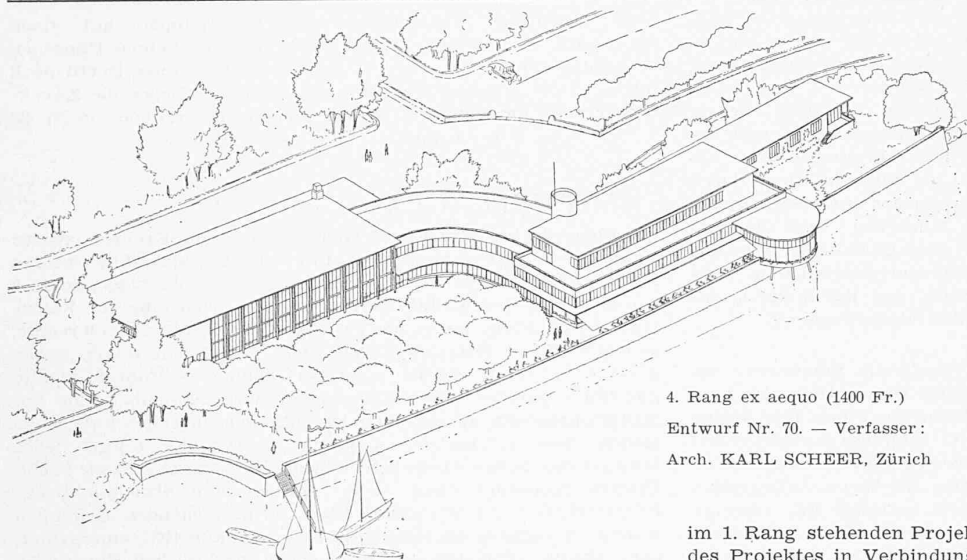 4. Rang ex aequo (1400 Fr.)
Entwurf Nr. 70. — Verfasser:
Arch. KARL SCHEER, Zürich
im 1. Rang stehenden Projek
des Projektes in Verbindung